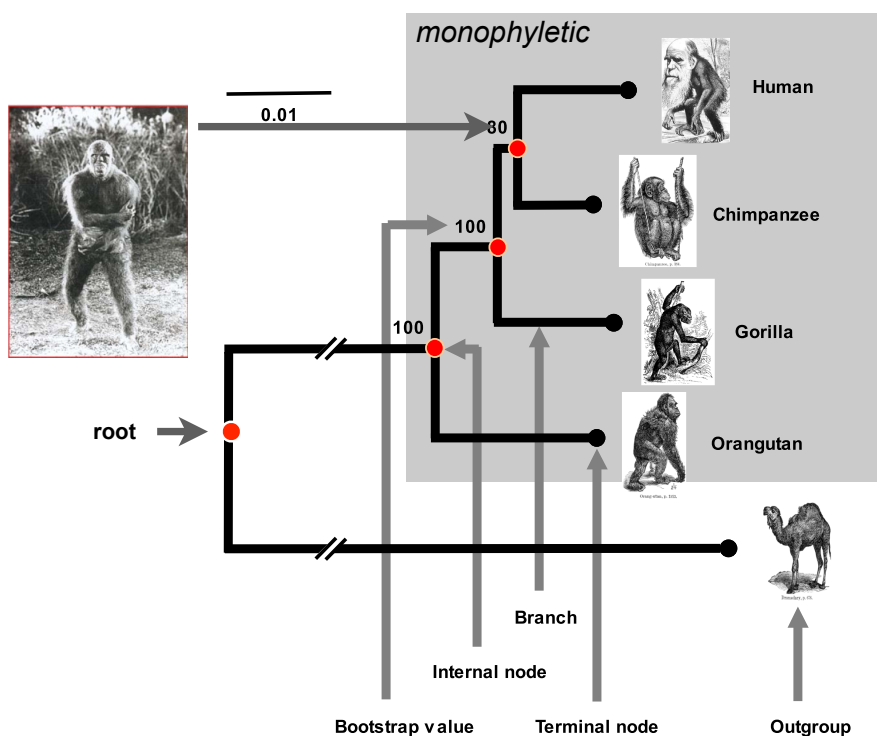 monophyletic
Human
0.01
80
Chimpanzee
100
Gorilla
100
root
Orangutan
Branch
Internal node
Bootstrap value
Terminal node
Outgroup